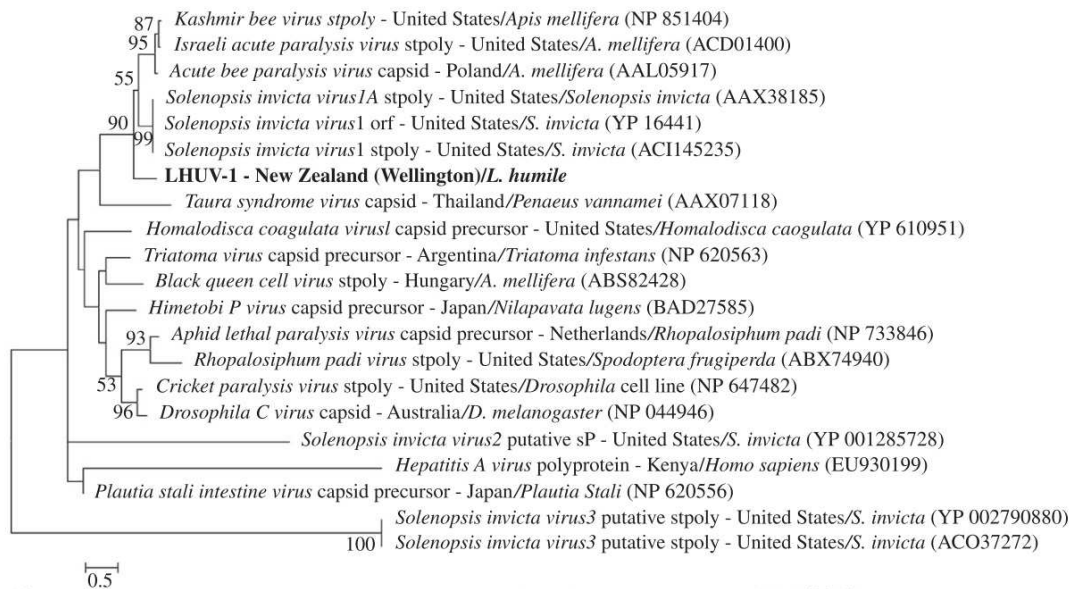 87 Kashmir bee virus stpoly - United States/Apis mellifera (NP 851404)
95 Israeli acute paralysis virus stpoly - United States/A. mellifera (ACD01400)
Acute bee paralysis virus capsid - Poland/A. mellifera (AAL05917)
55
Solenopsis invicta virus1A stpoly - United States/Solenopsis invicta (AAX38185)
90 Solenopsis invicta virus1 orf - United States/S. invicta (YP 16441)
99 Solenopsis invicta virus1 stpoly - United States/S. invicta (ACI145235)
LHUV-1 - New Zealand (Wellington)/L. humile
Taura syndrome virus capsid - Thailand/Penaeus vannamei (AAX07118)
Homalodisca coagulata virusl capsid precursor - United States/Homalodisca caogulata (YP 610951)
Triatoma virus capsid precursor - Argentina/Triatoma infestans (NP 620563)
Black queen cell virus stpoly - Hungary/A. mellifera (ABS82428)
Himetobi P virus capsid precursor - Japan/Nilapavata lugens (BAD27585)
93 Aphid lethal paralysis virus capsid precursor - Netherlands/Rhopalosiphum padi (NP 733846)
Rhopalosiphum padi virus stpoly - United States/Spodoptera frugiperda (ABX74940)
53 Cricket paralysis virus stpoly - United States/Drosophila cell line (NP 647482)
96 Drosophila C virus capsid - Australia/D. melanogaster (NP 044946)
Solenopsis invicta virus2 putative sP - United States/S. invicta (YP 001285728)
Hepatitis A virus polyprotein - Kenya/Homo sapiens (EU930199)
Plautia stali intestine virus capsid precursor - Japan/Plautia Stali (NP 620556)
Solenopsis invicta virus3 putative stpoly - United States/S. invicta (YP 002790880)
100 Solenopsis invicta virus3 putative stpoly - United States/S. invicta (ACO37272)
0.5